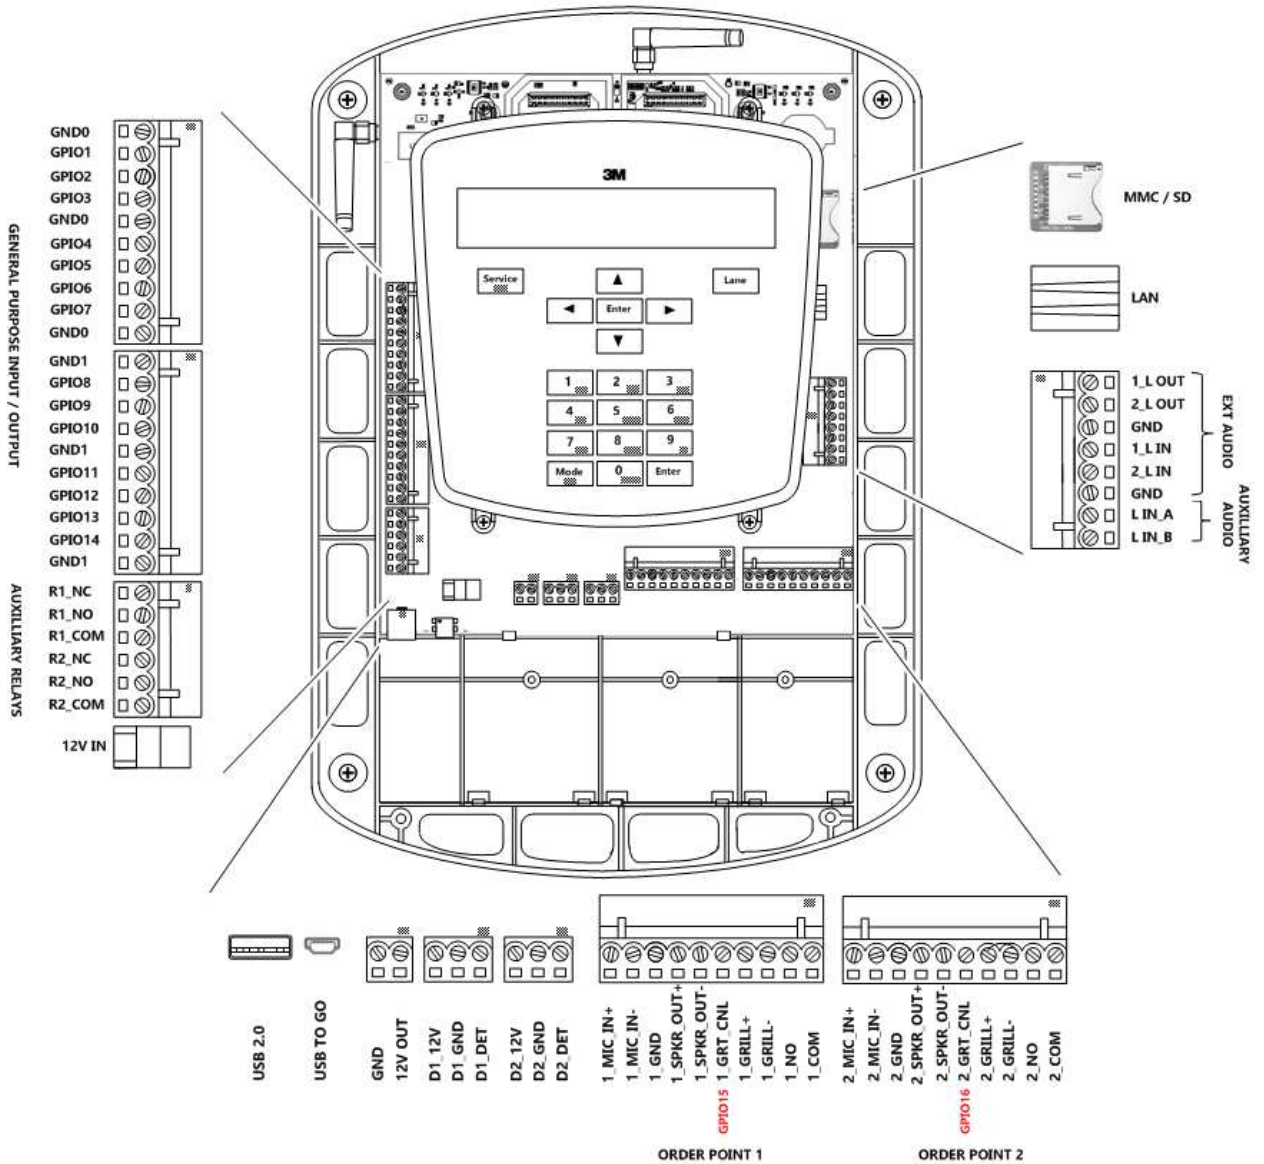 3M
Service
Lane
Enter
1
2
3
4
5
6
7
8
9
Mode
0
Enter
GENERAL PURPOSE INPUT / OUTPUT
GND0
GPIO1
GPIO2
GPIO3
GND0
GPIO4
GPIO5
GPIO6
GPIO7
GND0
GND1
GPIO8
GPIO9
GPIO10
GND1
GPIO11
GPIO12
GPIO13
GPIO14
GND1
AUXILLIARY RELAYS
R1_NC
R1_NO
R1_COM
R2_NC
R2_NO
R2_COM
12V IN
MMC / SD
LAN
1_L OUT
2_L OUT
GND
1_L IN
2_L IN
GND
EXT AUDIO
L IN_A
L IN_B
AUXILLIARY
AUDIO
USB 2.0
USB TO GO
GND
12V OUT
D1_12V
D1_GND
D1_DET
D2_12V
D2_GND
D2_DET
1_MIC_IN+
1_MIC_IN-
1_GND
1_SPKR_OUT+
1_SPKR_OUT-
GPIO15 1_GRT_CNL
1_GRILL+
1_GRILL-
1_NO
1_COM
ORDER POINT 1
2_MIC_IN+
2_MIC_IN-
2_GND
2_SPKR_OUT+
2_SPKR_OUT-
GPIO16 2_GRT_CNL
2_GRILL+
2_GRILL-
2_NO
2_COM
ORDER POINT 2